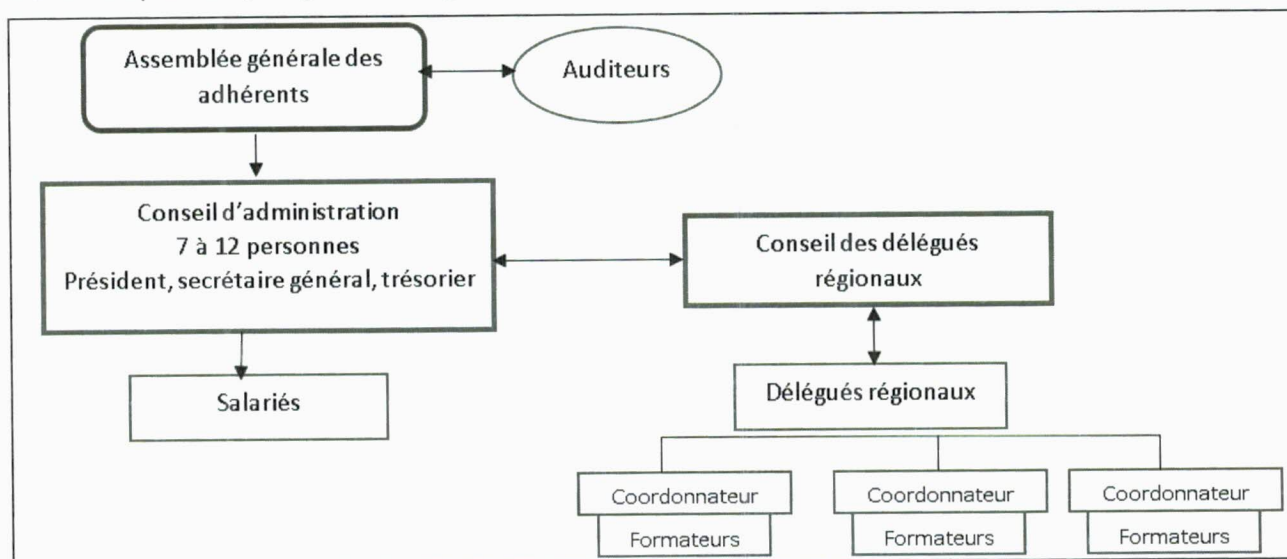 Assemblée générale des
adhérents
Auditeurs
Conseil d'administration
7 à 12 personnes
Président, secrétaire général, trésorier
Conseil des délégués
régionaux
Salariés
Délégués régionaux
Coordonnateur
Formateurs
Coordonnateur
Formateurs
Coordonnateur
Formateurs